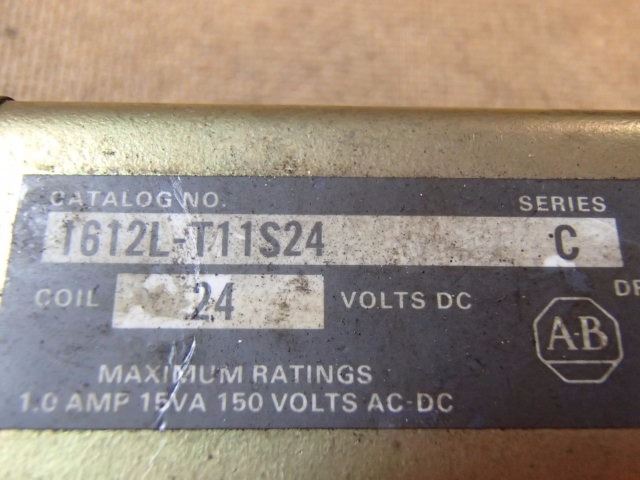 CATALOG NO. SERIES
1612L-T11S24 C
COIL 24 VOLTS DC
A-B
MAXIMUM RATINGS
1.0 AMP 15VA 150 VOLTS AC-DC